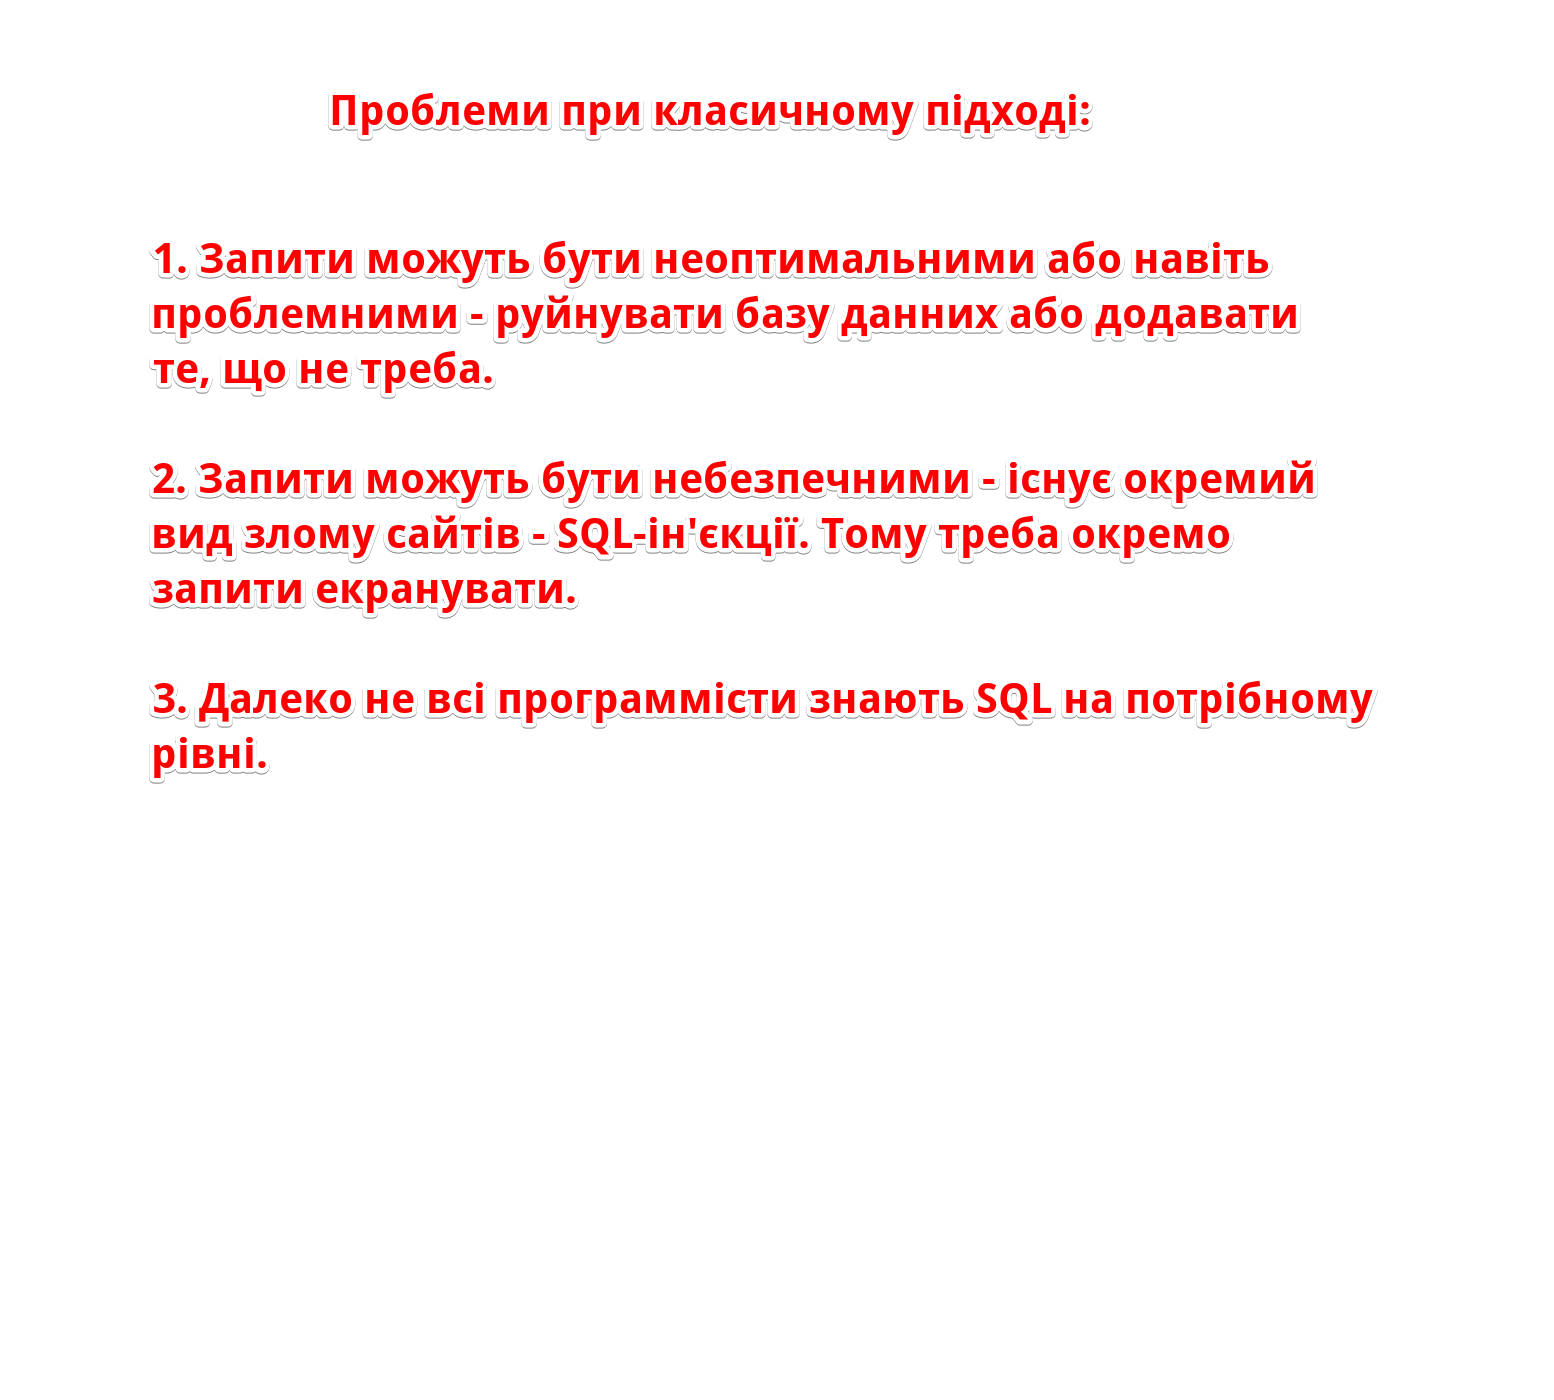 Проблеми при класичному підході:
1. Запити можуть бути неоптимальними або навіть
проблемними - руйнувати базу данних або додавати
те, що не треба.
2. Запити можуть бути небезпечними - існує окремий
вид злому сайтів - SQL-ін'єкції. Тому треба окремо
запити екранувати.
3. Далеко не всі программісти знають SQL на потрібному
рівні.